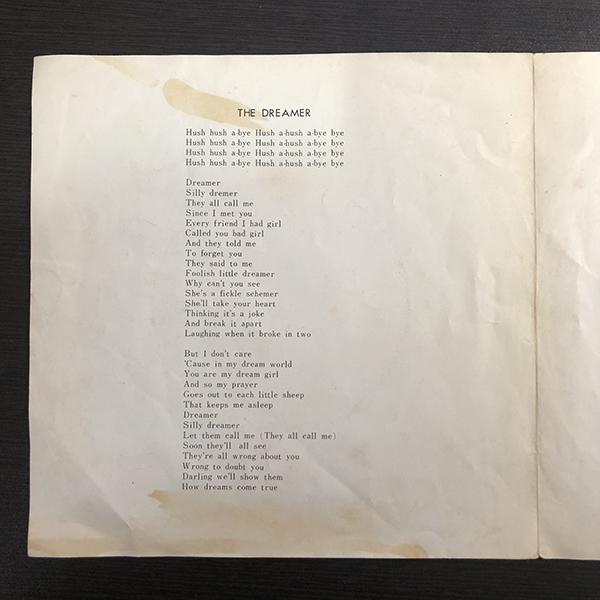 THE DREAMER
Hush hush a-bye Hush a-hush a-bye bye
Hush hush a-bye Hush a-hush a-bye bye
Hush hush a-bye Hush a-hush a-bye bye
Hush hush a-bye Hush a-hush a-bye bye
Dreamer
Silly dremer
They all call me
Since I met you
Every friend I had girl
Called you bad girl
And they told me
To forget you
They said to me
Foolish little dreamer
Why can't you see
She's a fickle schemer
She'll take your heart
Thinking it's a joke
And break it apart
Laughing when it broke in two
But I don't care
'Cause in my dream world
You are my dream girl
And so my prayer
Goes out to each little sheep
That keeps me asleep
Dreamer
Silly dreamer
Let them call me (They all call me)
Soon they'll all see
They're all wrong about you
Wrong to doubt you
Darling we'll show them
How dreams come true